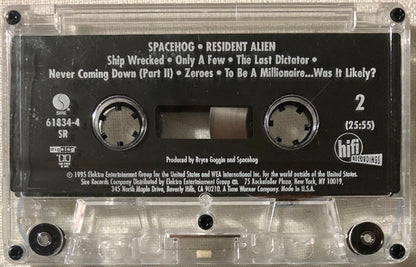 SPACEHOG • RESIDENT ALIEN
Ship Wrecked • Only A Few • The Last Dictator •
Never Coming Down (Part II) • Zeroes • To Be A Millionaire...Was It Likely?
SIRE
61834-4
SR
2
(25:55)
hifi
RECORDINGS
Produced by Bryce Goggin and Spacehog
℗ © 1995 Elektra Entertainment Group for the United States and WEA International Inc. for the world outside of the United States.
Sire Records Company Distributed by Elektra Entertainment Group 75 Rockefeller Plaza, New York, NY 10019,
345 North Maple Drive, Beverly Hills, CA 90210. A Time Warner Company. Made in U.S.A.